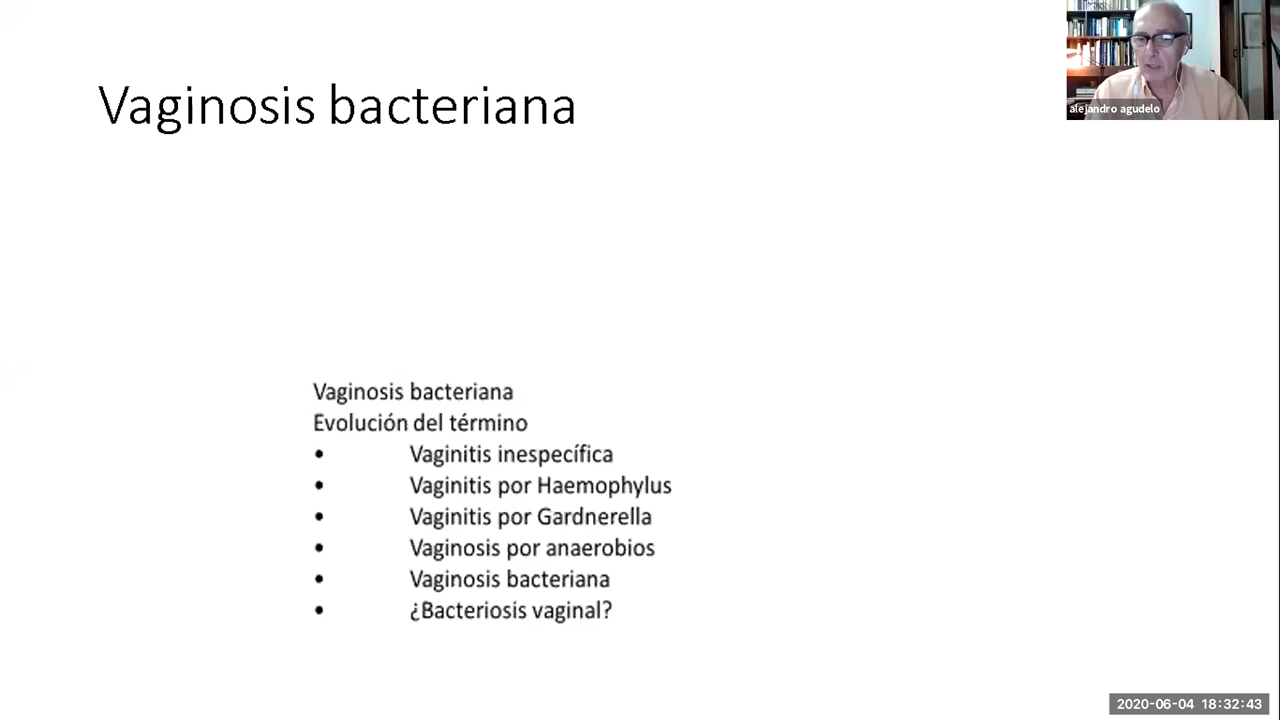 Vaginosis bacteriana
alejandro agudelo
Vaginosis bacteriana
Evolución del término
• Vaginitis inespecífica
• Vaginitis por Haemophylus
• Vaginitis por Gardnerella
• Vaginosis por anaerobios
• Vaginosis bacteriana
• ¿Bacteriosis vaginal?
2020-06-04 18:32:43